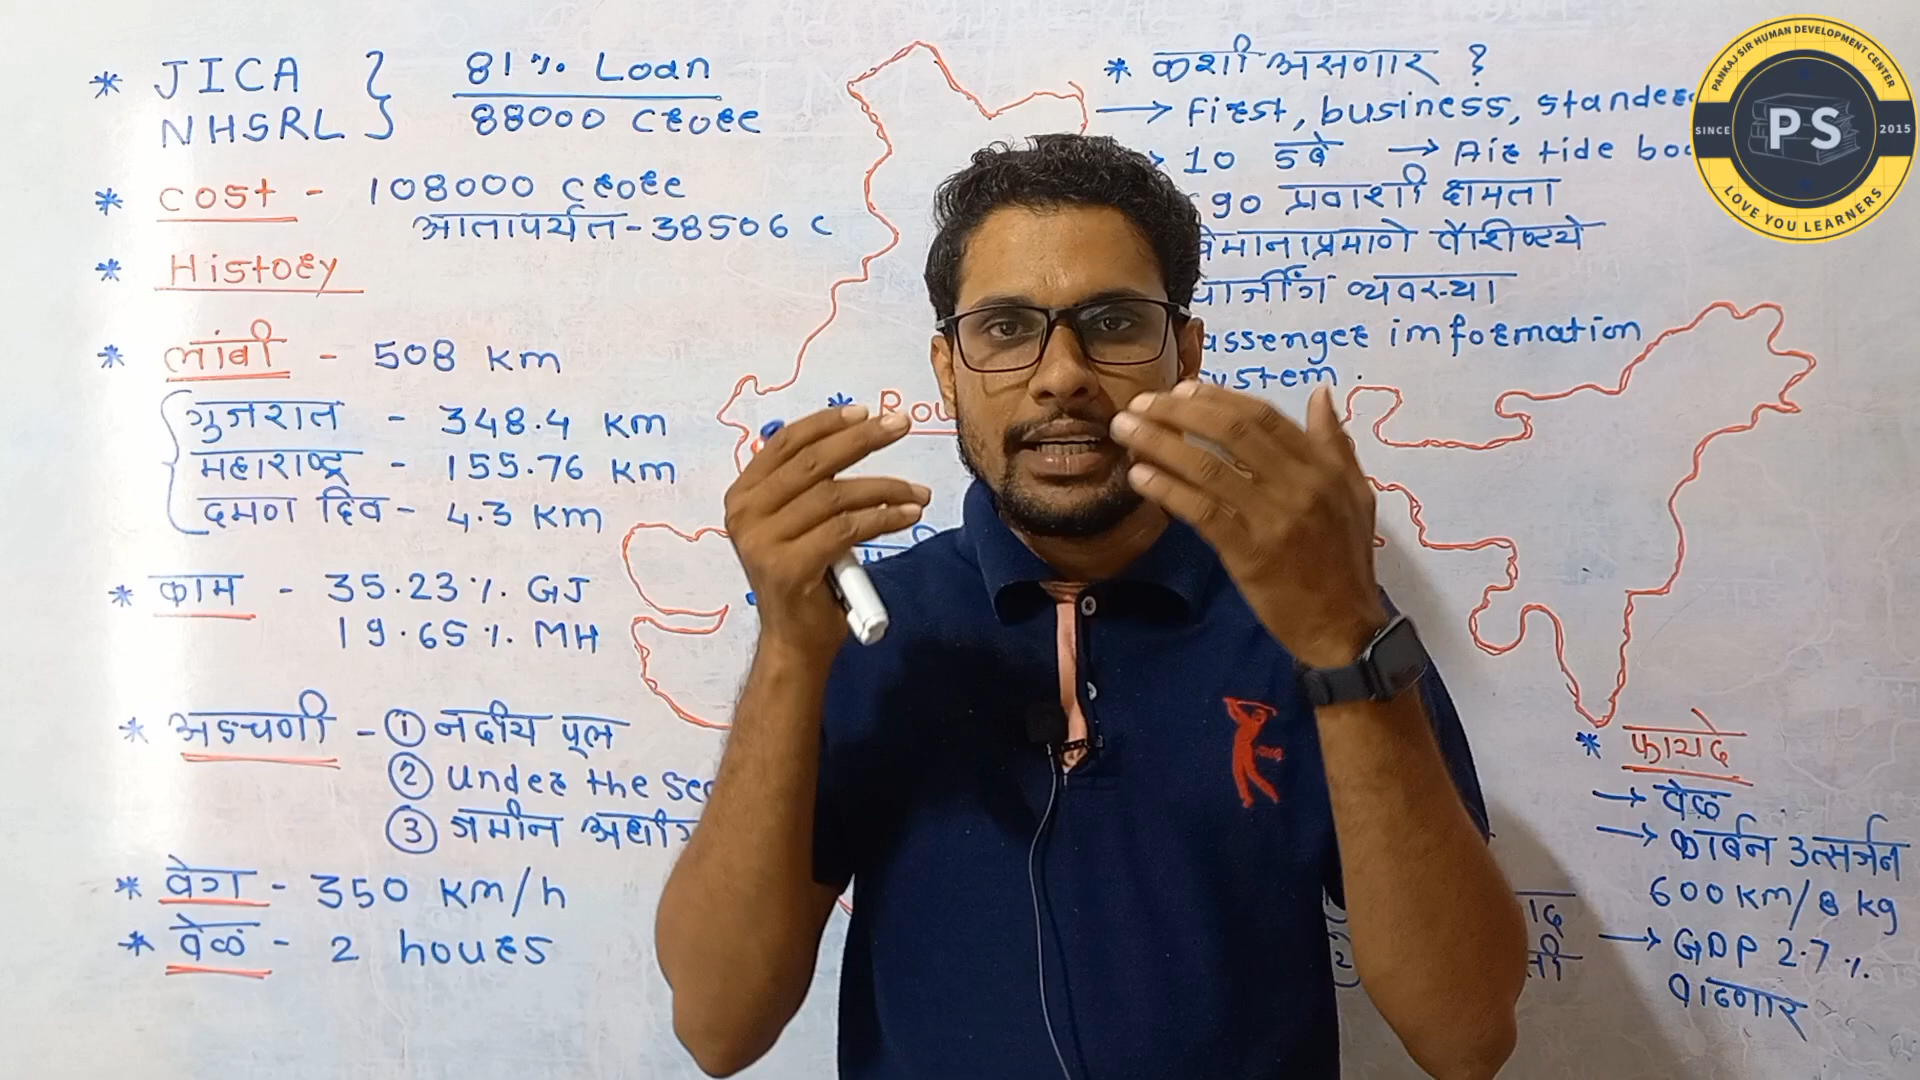 * JICA } 81% Loan
NHSRL 88000 crore
* cost - 108000 crore
आतापर्यत - 38506 c
* History
* लांबी - 508 km
गुजरात - 348.4 km
महाराष्ट्र - 155.76 km
दमण दिव - 4.3 km
* काम - 35.23 % GJ
19.65 % MH
* अडचणी - ① नदीय पूल
② under the sea
③ जमीन
* वेग - 350 km/h
* वेळ - 2 hours
* कशी असणार ?
→ First, business,
10 डबे → Air tide
90 प्रवाशी क्षमता
वैशिष्टये
व्यवस्था
information
* फायदे
→ वेळ
→ कार्बन उत्सर्जन
600 km/8 kg
→ GDP 2.7 %
वाढणार
PANKAJ SIR HUMAN DEVELOPMENT CENTER
SINCE PS 2015
LOVE YOU LEARNERS